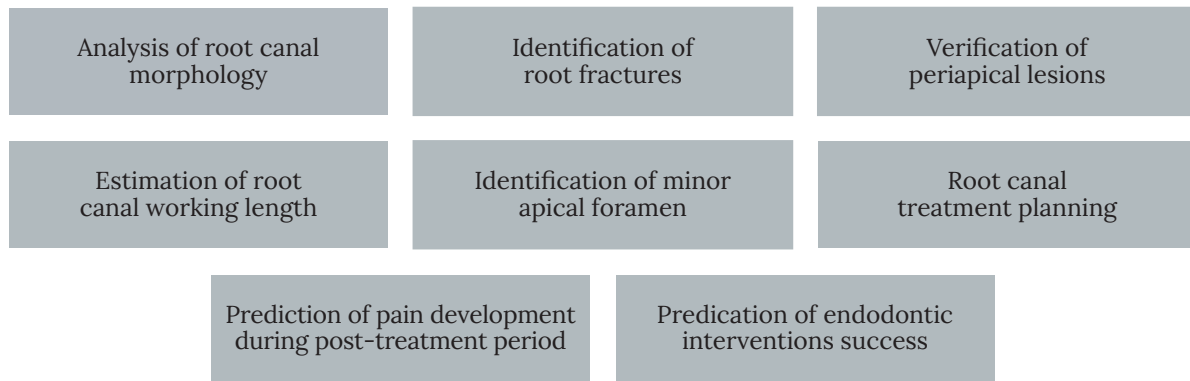 Analysis of root canal
morphology
Identification of
root fractures
Verification of
periapical lesions
Estimation of root
canal working length
Identification of minor
apical foramen
Root canal
treatment planning
Prediction of pain development
during post-treatment period
Predication of endodontic
interventions success